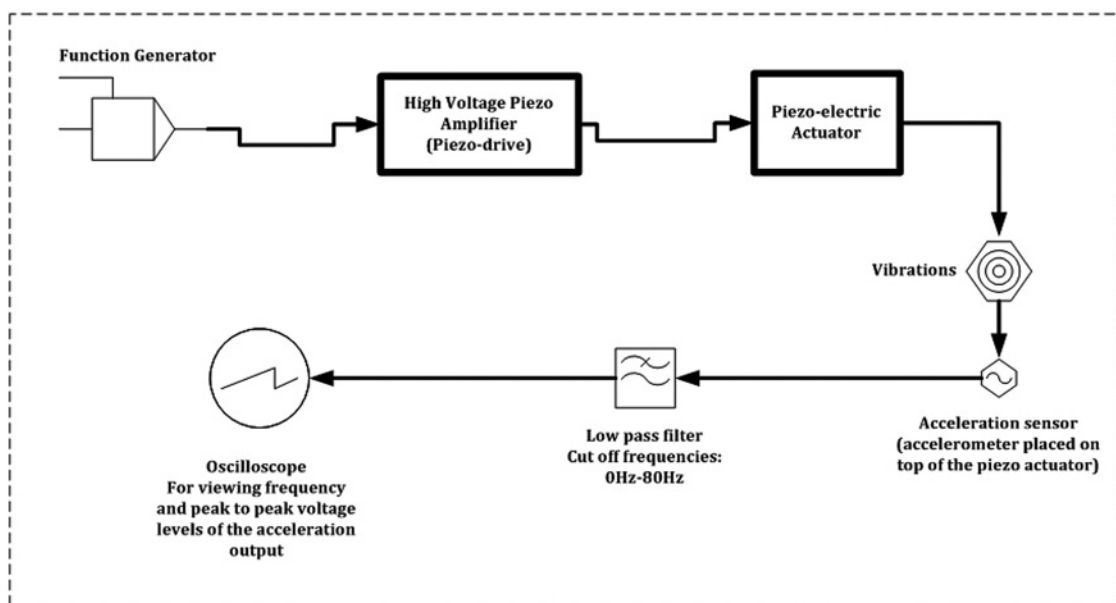 Function Generator
High Voltage Piezo
Amplifier
(Piezo-drive)
Piezo-electric
Actuator
Vibrations
Acceleration sensor
(accelerometer placed on
top of the piezo actuator)
Low pass filter
Cut off frequencies:
0Hz-80Hz
Oscilloscope
For viewing frequency
and peak to peak voltage
levels of the acceleration
output